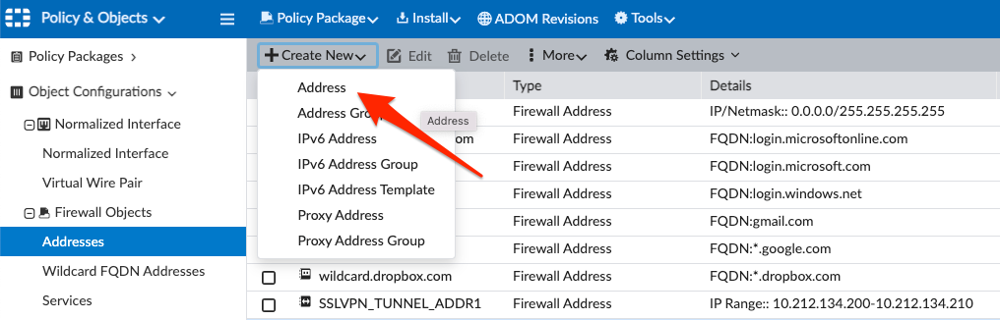 Policy & Objects
Policy Package
Install
ADOM Revisions
Tools
Policy Packages
Object Configurations
Normalized Interface
Normalized Interface
Virtual Wire Pair
Firewall Objects
Addresses
Wildcard FQDN Addresses
Services
Create New
Edit
Delete
More
Column Settings
Address
Address
IPv6 Address
IPv6 Address Group
IPv6 Address Template
Proxy Address
Proxy Address Group
Address
Type
Details
Firewall Address
IP/Netmask:: 0.0.0.0/255.255.255.255
Firewall Address
FQDN:login.microsoftonline.com
Firewall Address
FQDN:login.microsoft.com
Firewall Address
FQDN:login.windows.net
Firewall Address
FQDN:gmail.com
Firewall Address
FQDN:*.google.com
wildcard.dropbox.com
Firewall Address
FQDN:*.dropbox.com
SSLVPN_TUNNEL_ADDR1
Firewall Address
IP Range:: 10.212.134.200-10.212.134.210